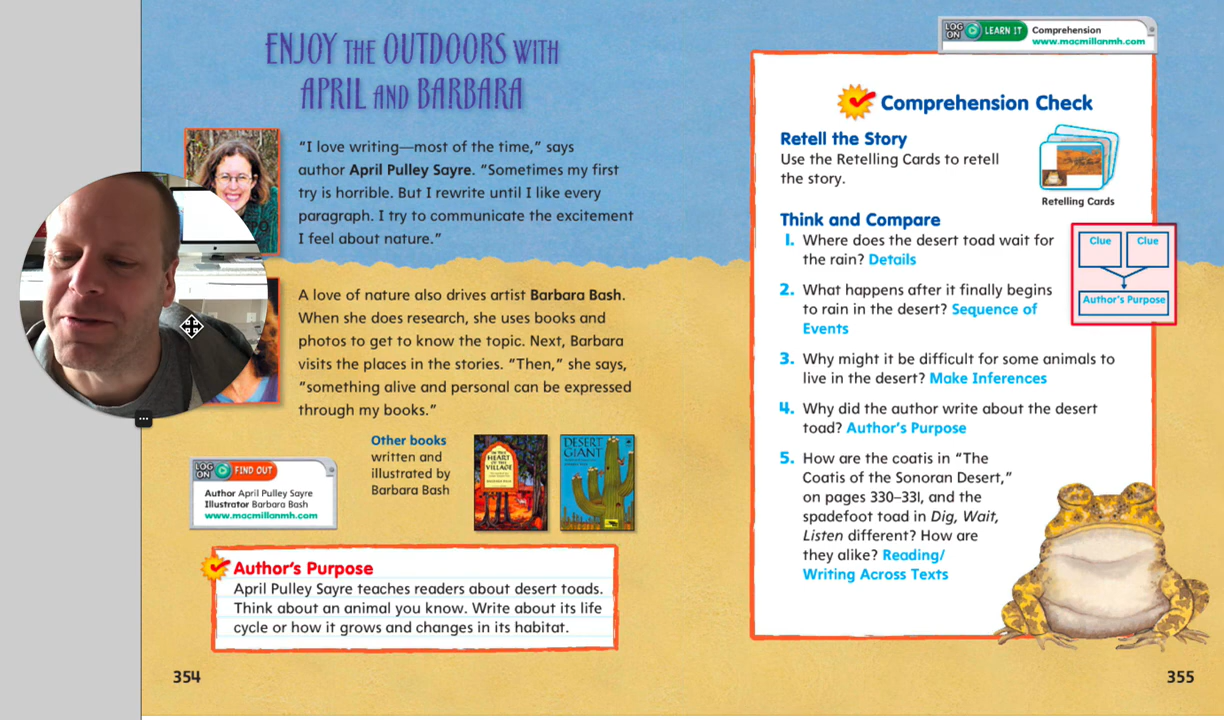 ENJOY THE OUTDOORS WITH
APRIL AND BARBARA
“I love writing—most of the time,” says
author April Pulley Sayre. “Sometimes my first
try is horrible. But I rewrite until I like every
paragraph. I try to communicate the excitement
I feel about nature.”
A love of nature also drives artist Barbara Bash.
When she does research, she uses books and
photos to get to know the topic. Next, Barbara
visits the places in the stories. “Then,” she says,
“something alive and personal can be expressed
through my books.”
Other books
written and
illustrated by
Barbara Bash
IN THE
HEART
OF THE
VILLAGE
DESERT
GIANT
LOG
ON
FIND OUT
Author April Pulley Sayre
Illustrator Barbara Bash
www.macmillanmh.com
Author’s Purpose
April Pulley Sayre teaches readers about desert toads.
Think about an animal you know. Write about its life
cycle or how it grows and changes in its habitat.
354
LOG
ON
LEARN IT
Comprehension
www.macmillanmh.com
Comprehension Check
Retell the Story
Use the Retelling Cards to retell
the story.
Retelling Cards
Think and Compare
1. Where does the desert toad wait for
the rain? Details
2. What happens after it finally begins
to rain in the desert? Sequence of
Events
3. Why might it be difficult for some animals to
live in the desert? Make Inferences
4. Why did the author write about the desert
toad? Author’s Purpose
5. How are the coatis in “The
Coatis of the Sonoran Desert,”
on pages 330–331, and the
spadefoot toad in Dig, Wait,
Listen different? How are
they alike? Reading/
Writing Across Texts
Clue
Clue
Author’s Purpose
355